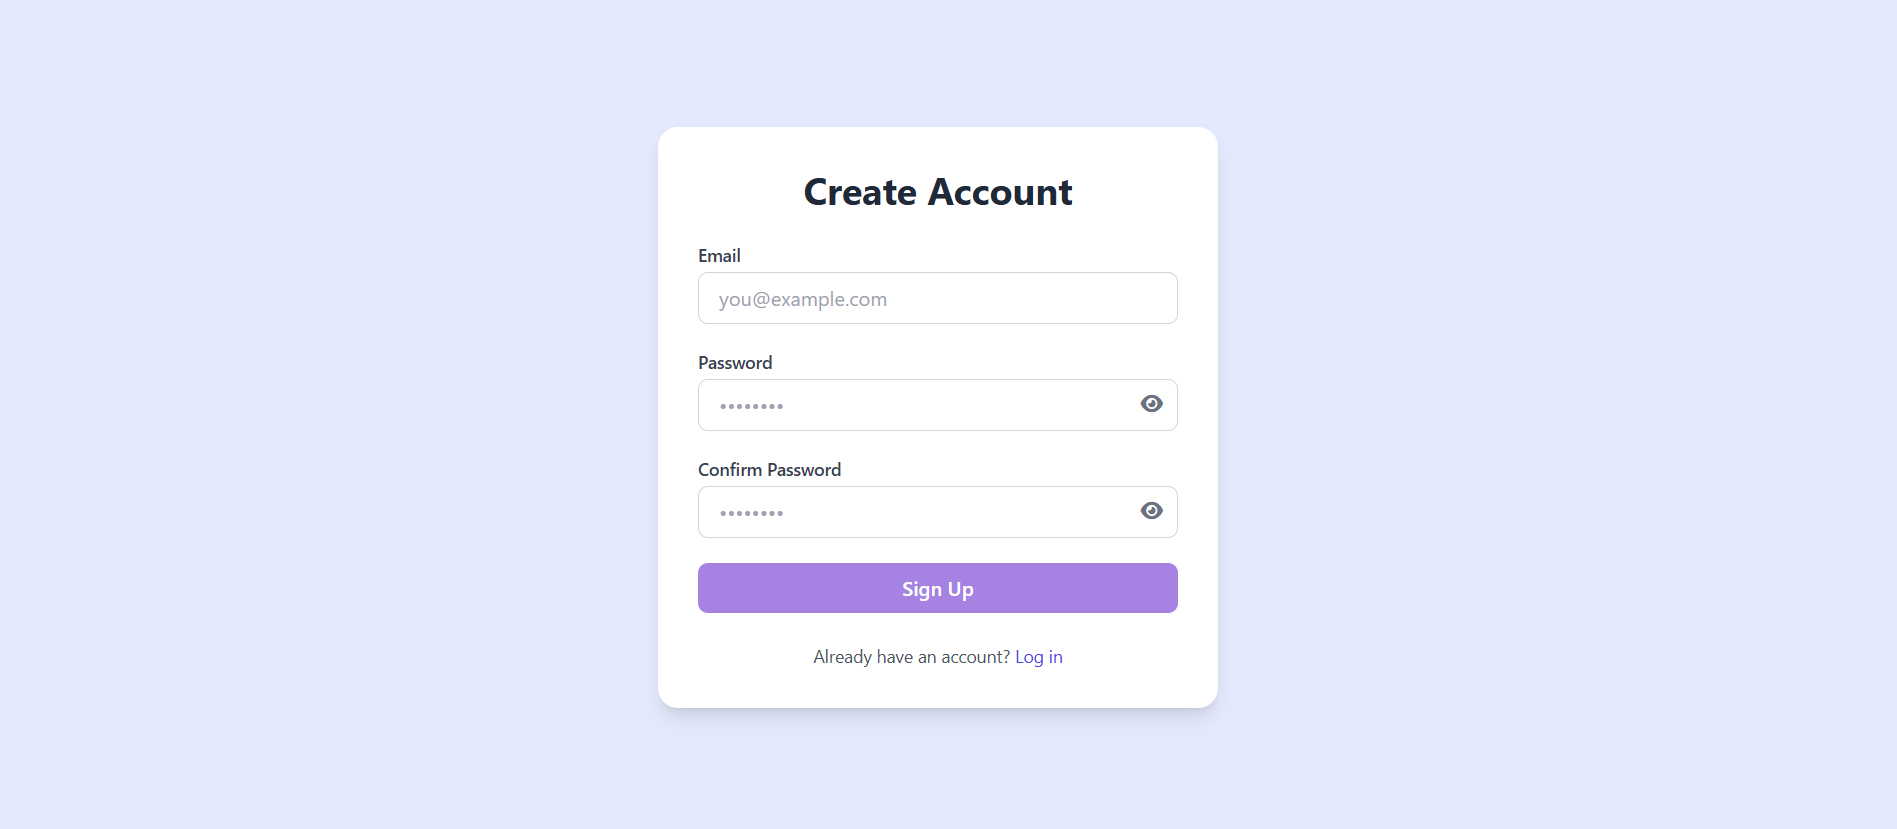 Create Account
Email
you@example.com
Password
••••••••
Confirm Password
••••••••
Sign Up
Already have an account? Log in